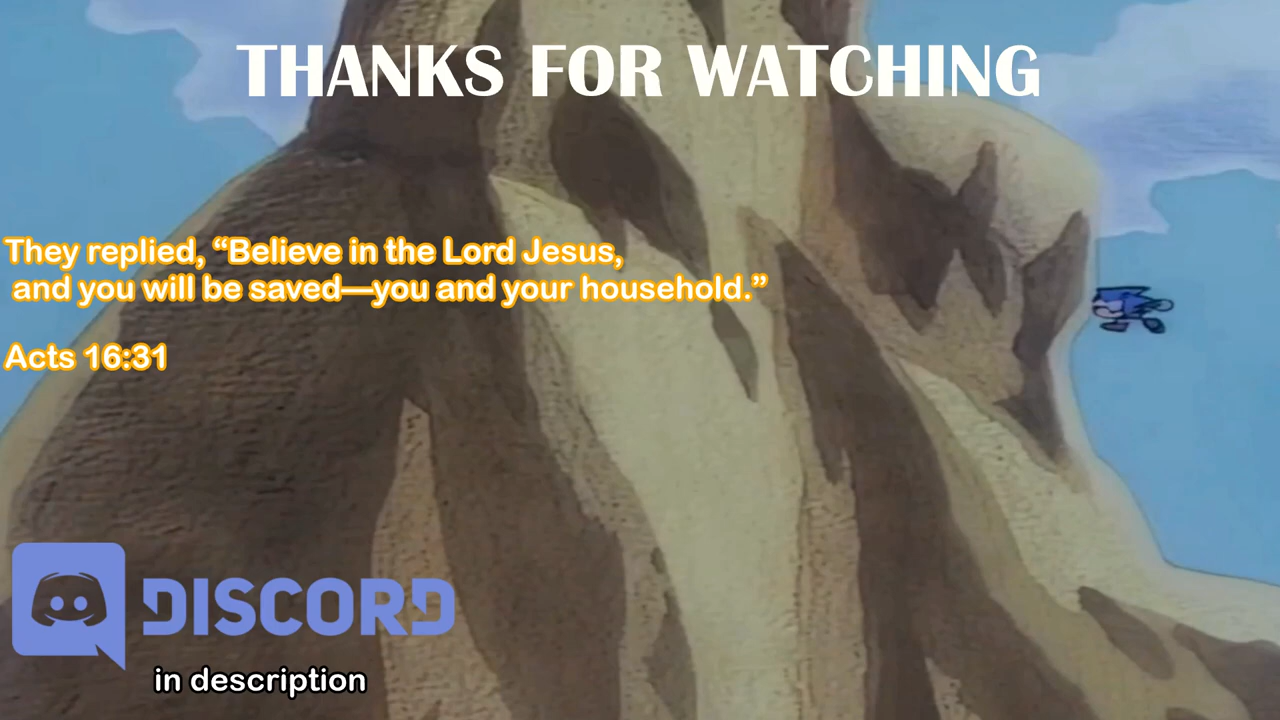 THANKS FOR WATCHING
They replied, “Believe in the Lord Jesus,
and you will be saved—you and your household.”
Acts 16:31
DISCORD
in description